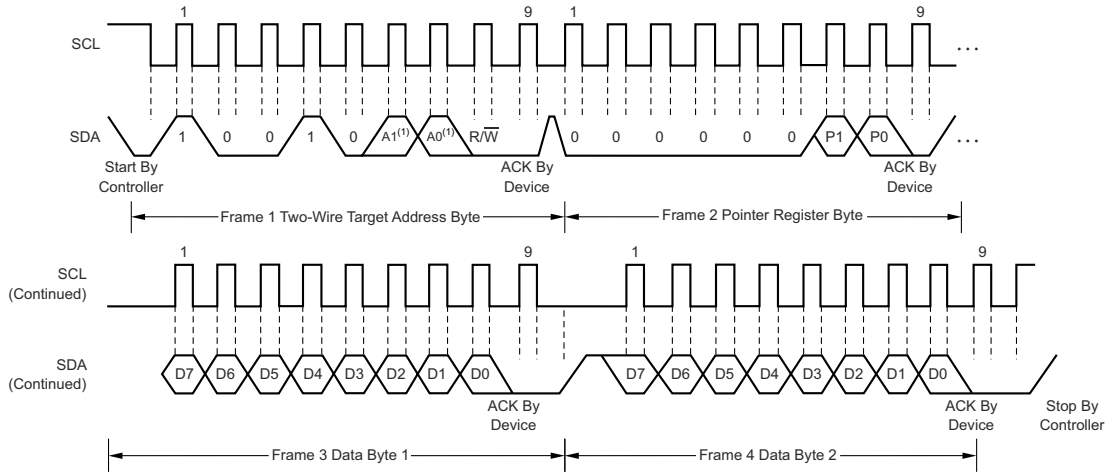 1 9 1 9
SCL ...
SDA 1 0 0 1 0 A1(1) A0(1) R/W̅ 0 0 0 0 0 0 P1 P0 ...
Start By ACK By ACK By
Controller Device Device
Frame 1 Two-Wire Target Address Byte Frame 2 Pointer Register Byte
1 9 1 9
SCL
(Continued)
SDA
(Continued)
D7 D6 D5 D4 D3 D2 D1 D0 D7 D6 D5 D4 D3 D2 D1 D0
ACK By ACK By Stop By
Device Device Controller
Frame 3 Data Byte 1 Frame 4 Data Byte 2